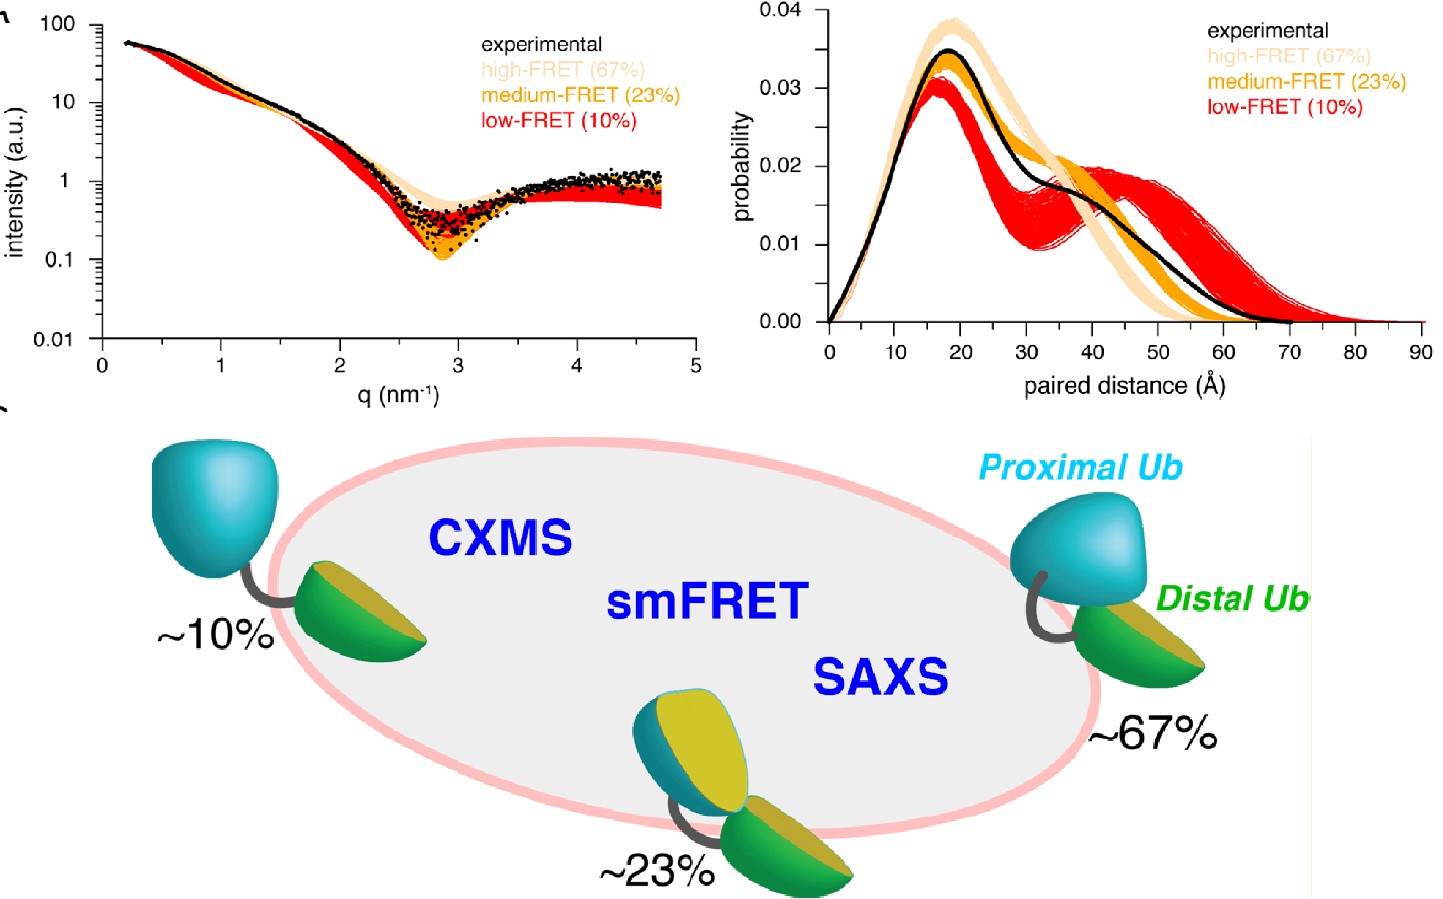 100
10
1
0.1
0.01
intensity (a.u.)
experimental
high-FRET (67%)
medium-FRET (23%)
low-FRET (10%)
0 1 2 3 4 5
q (nm-1)
0.04
0.03
0.02
0.01
0.00
probability
experimental
high-FRET (67%)
medium-FRET (23%)
low-FRET (10%)
0 10 20 30 40 50 60 70 80 90
paired distance (Å)
Proximal Ub
CXMS
smFRET
Distal Ub
~10%
SAXS
~67%
~23%